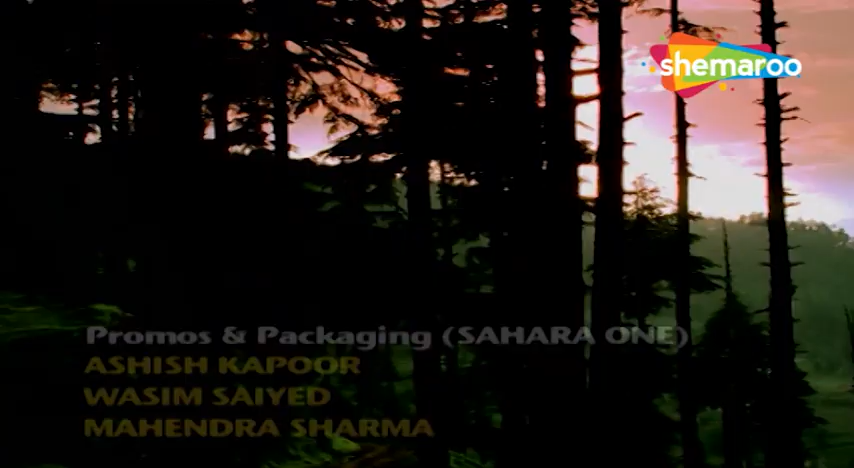 shemaroo
Promos & Packaging (SAHARA ONE)
ASHISH KAPOOR
WASIM SAIYED
MAHENDRA SHARMA